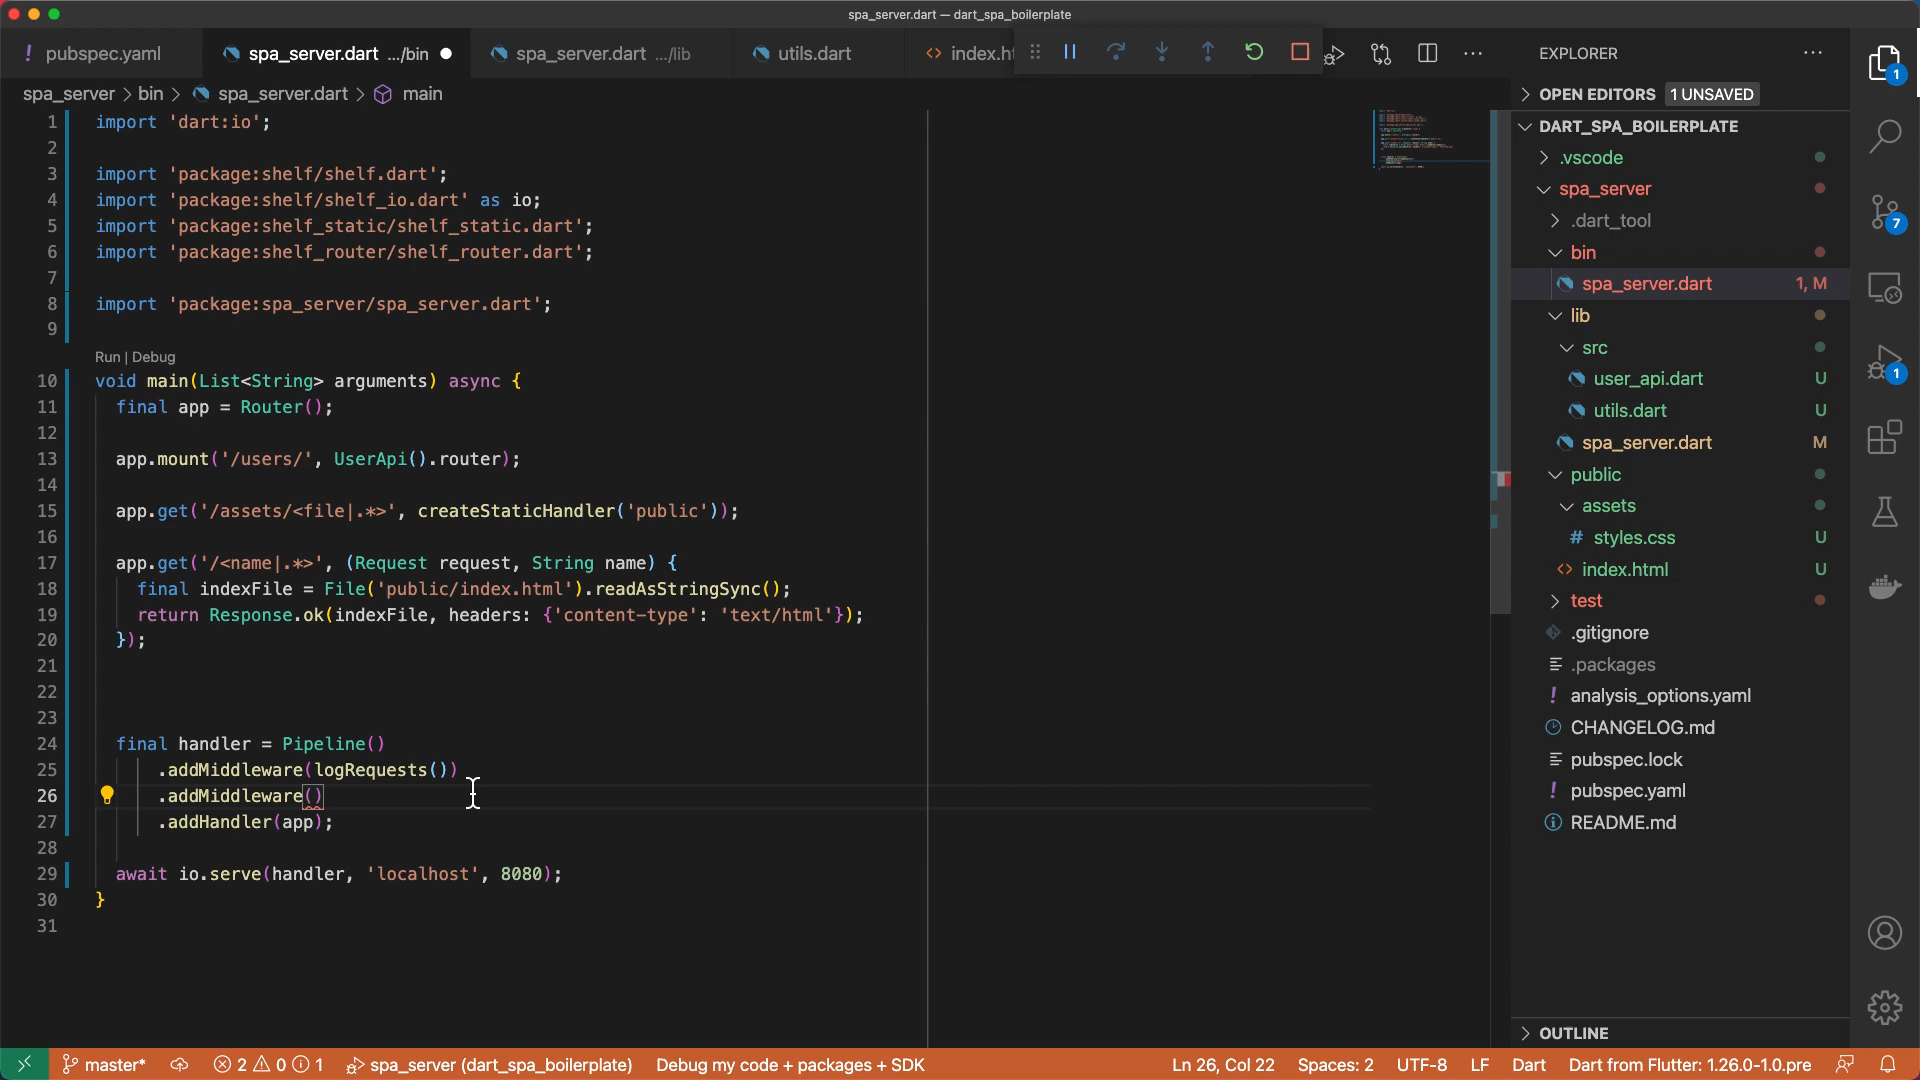 spa_server.dart — dart_spa_boilerplate
! pubspec.yaml
spa_server.dart .../bin
spa_server.dart .../lib
utils.dart
<> index.ht
EXPLORER
spa_server > bin > spa_server.dart > main
1 import 'dart:io';
2
3 import 'package:shelf/shelf.dart';
4 import 'package:shelf/shelf_io.dart' as io;
5 import 'package:shelf_static/shelf_static.dart';
6 import 'package:shelf_router/shelf_router.dart';
7
8 import 'package:spa_server/spa_server.dart';
9
Run | Debug
10 void main(List<String> arguments) async {
11 final app = Router();
12
13 app.mount('/users/', UserApi().router);
14
15 app.get('/assets/<file|.*>', createStaticHandler('public'));
16
17 app.get('/<name|.*>', (Request request, String name) {
18 final indexFile = File('public/index.html').readAsStringSync();
19 return Response.ok(indexFile, headers: {'content-type': 'text/html'});
20 });
21
22
23
24 final handler = Pipeline()
25 .addMiddleware(logRequests())
26 .addMiddleware()
27 .addHandler(app);
28
29 await io.serve(handler, 'localhost', 8080);
30 }
31
OPEN EDITORS 1 UNSAVED
DART_SPA_BOILERPLATE
.vscode
spa_server
.dart_tool
bin
spa_server.dart 1, M
lib
src
user_api.dart U
utils.dart U
spa_server.dart M
public
assets
# styles.css U
<> index.html U
test
.gitignore
.packages
! analysis_options.yaml
CHANGELOG.md
pubspec.lock
! pubspec.yaml
README.md
OUTLINE
1
7
1
master*
2 0 1
spa_server (dart_spa_boilerplate)
Debug my code + packages + SDK
Ln 26, Col 22
Spaces: 2
UTF-8
LF
Dart
Dart from Flutter: 1.26.0-1.0.pre